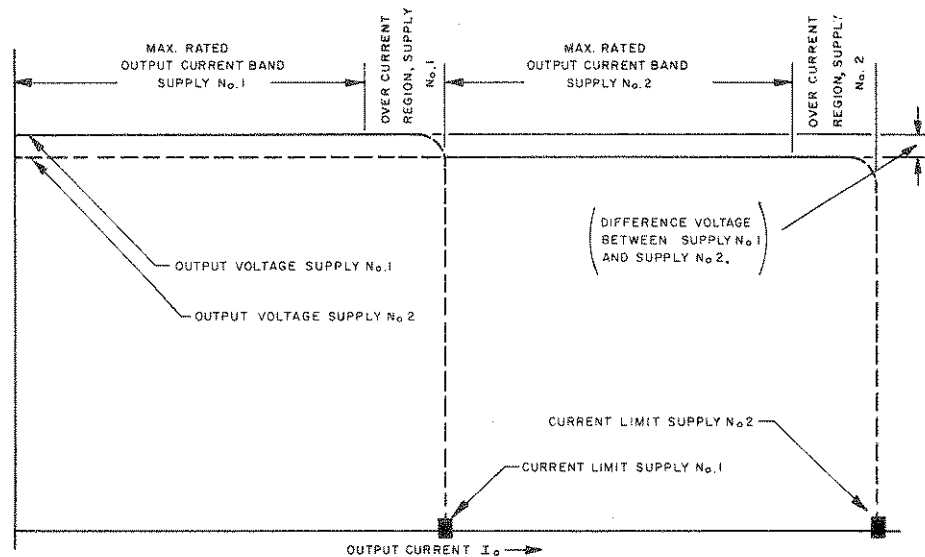 MAX. RATED
OUTPUT CURRENT BAND
SUPPLY No.1
OVER CURRENT
REGION, SUPPLY
No.1
MAX. RATED
OUTPUT CURRENT BAND
SUPPLY No.2
OVER CURRENT
REGION, SUPPLY
No. 2
(DIFFERENCE VOLTAGE
BETWEEN SUPPLY No.1
AND SUPPLY No.2.)
OUTPUT VOLTAGE SUPPLY No.1
OUTPUT VOLTAGE SUPPLY No.2
CURRENT LIMIT SUPPLY No.2
CURRENT LIMIT SUPPLY No.1
OUTPUT CURRENT Io